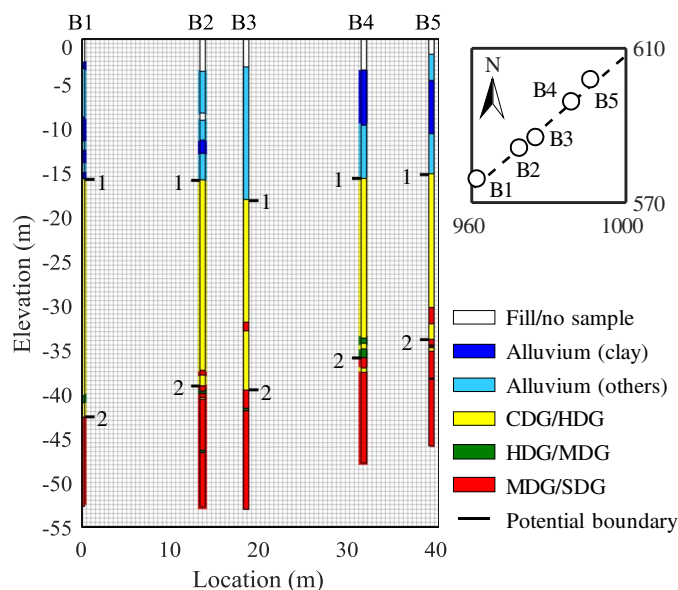 B1 B2 B3 B4 B5
0
-5
-10
-15
-20
-25
-30
-35
-40
-45
-50
-55
Elevation (m)
1 1 1 1 1
2 2 2 2 2
0 10 20 30 40
Location (m)
N
610
B4
B5
B3
B2
B1
570
960 1000
Fill/no sample
Alluvium (clay)
Alluvium (others)
CDG/HDG
HDG/MDG
MDG/SDG
Potential boundary